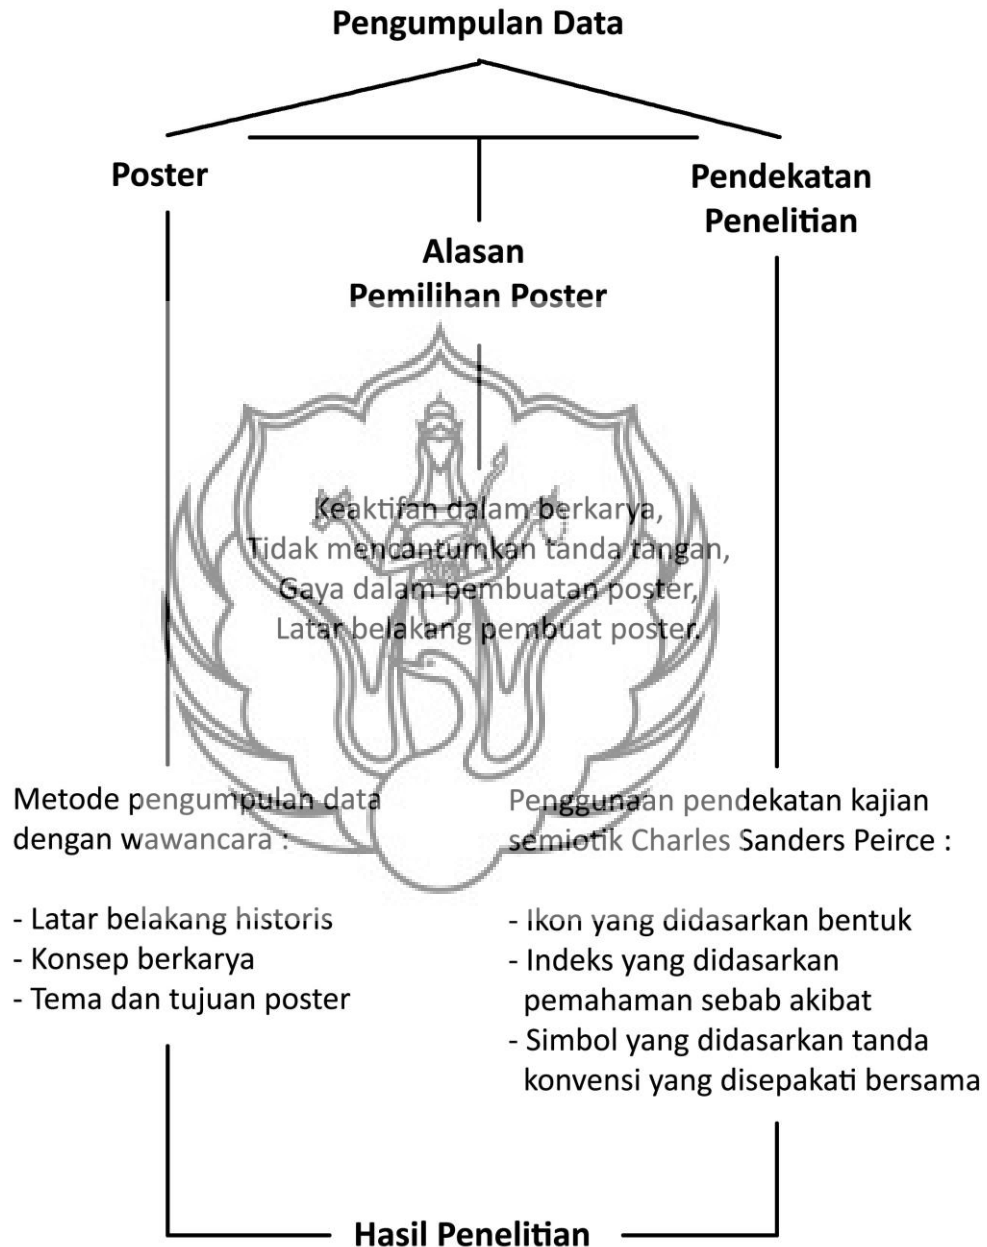 Pengumpulan Data
Poster
Pendekatan
Penelitian
Alasan
Pemilihan Poster
Keaktifan dalam berkarya,
Tidak mencantumkan tanda tangan,
Gaya dalam pembuatan poster,
Latar belakang pembuat poster.
Metode pengumpulan data
dengan wawancara :
- Latar belakang historis
- Konsep berkarya
- Tema dan tujuan poster
Penggunaan pendekatan kajian
semiotik Charles Sanders Peirce :
- Ikon yang didasarkan bentuk
- Indeks yang didasarkan
pemahaman sebab akibat
- Simbol yang didasarkan tanda
konvensi yang disepakati bersama
Hasil Penelitian